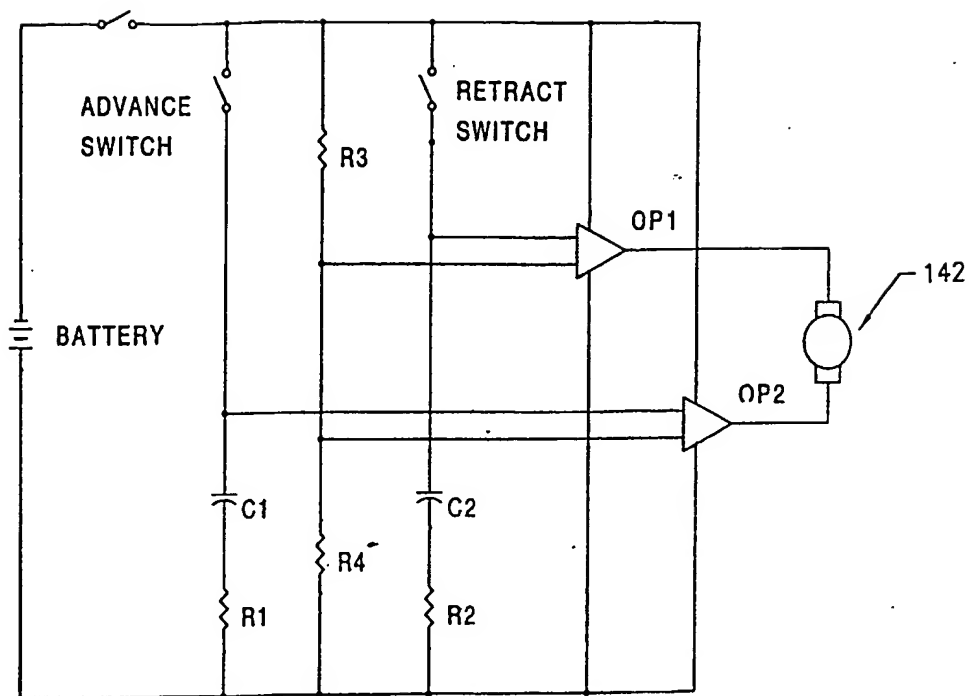 ADVANCE
SWITCH
RETRACT
SWITCH
R3
OP1
142
BATTERY
OP2
C1
C2
R4
R1
R2